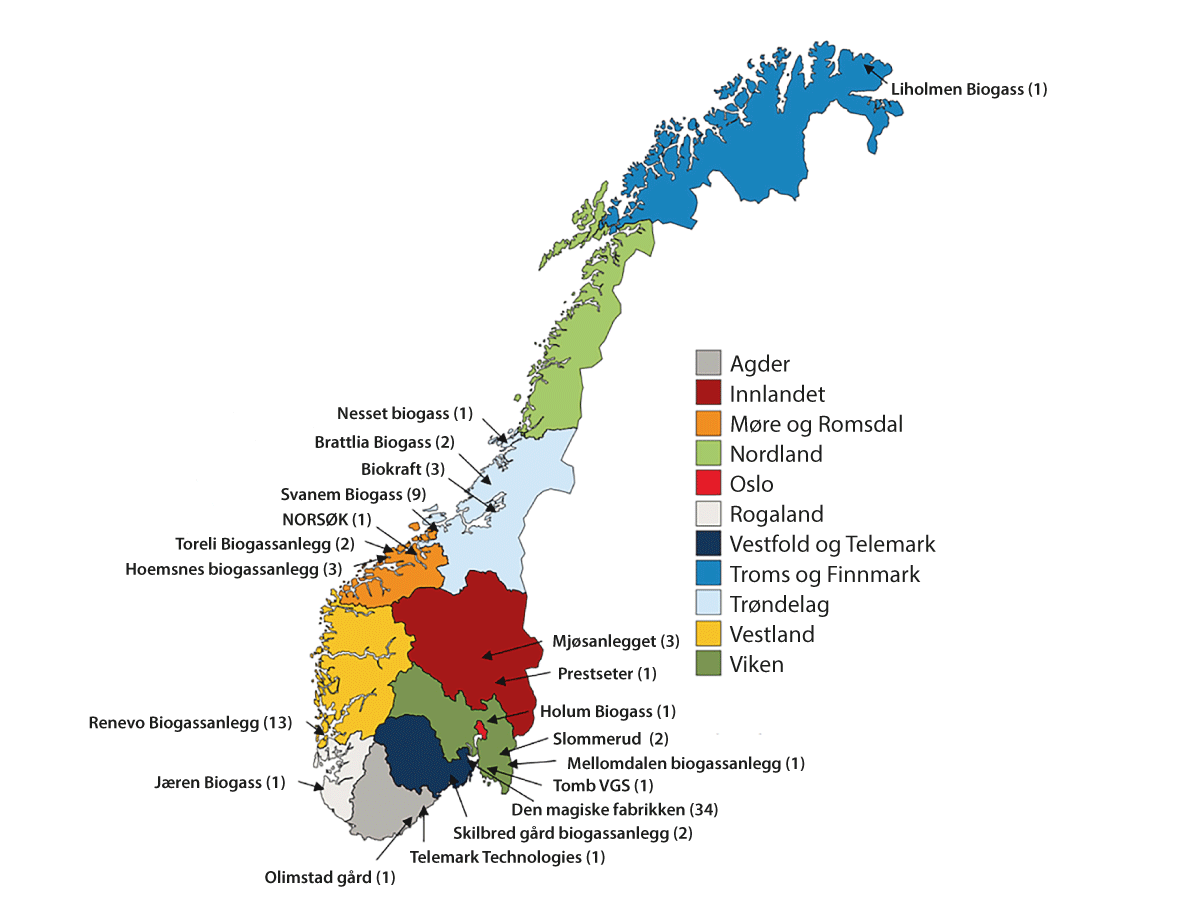 Liholmen Biogass (1)
Agder
Innlandet
Møre og Romsdal
Nordland
Oslo
Rogaland
Vestfold og Telemark
Troms og Finnmark
Trøndelag
Vestland
Viken
Nesset biogass (1)
Brattlia Biogass (2)
Biokraft (3)
Svanem Biogass (9)
NORSØK (1)
Toreli Biogassanlegg (2)
Hoemsnes biogassanlegg (3)
Mjøsanlegget (3)
Prestseter (1)
Holum Biogass (1)
Renevo Biogassanlegg (13)
Slommerud (2)
Mellomdalen biogassanlegg (1)
Jæren Biogass (1)
Tomb VGS (1)
Den magiske fabrikken (34)
Skilbred gård biogassanlegg (2)
Telemark Technologies (1)
Olimstad gård (1)